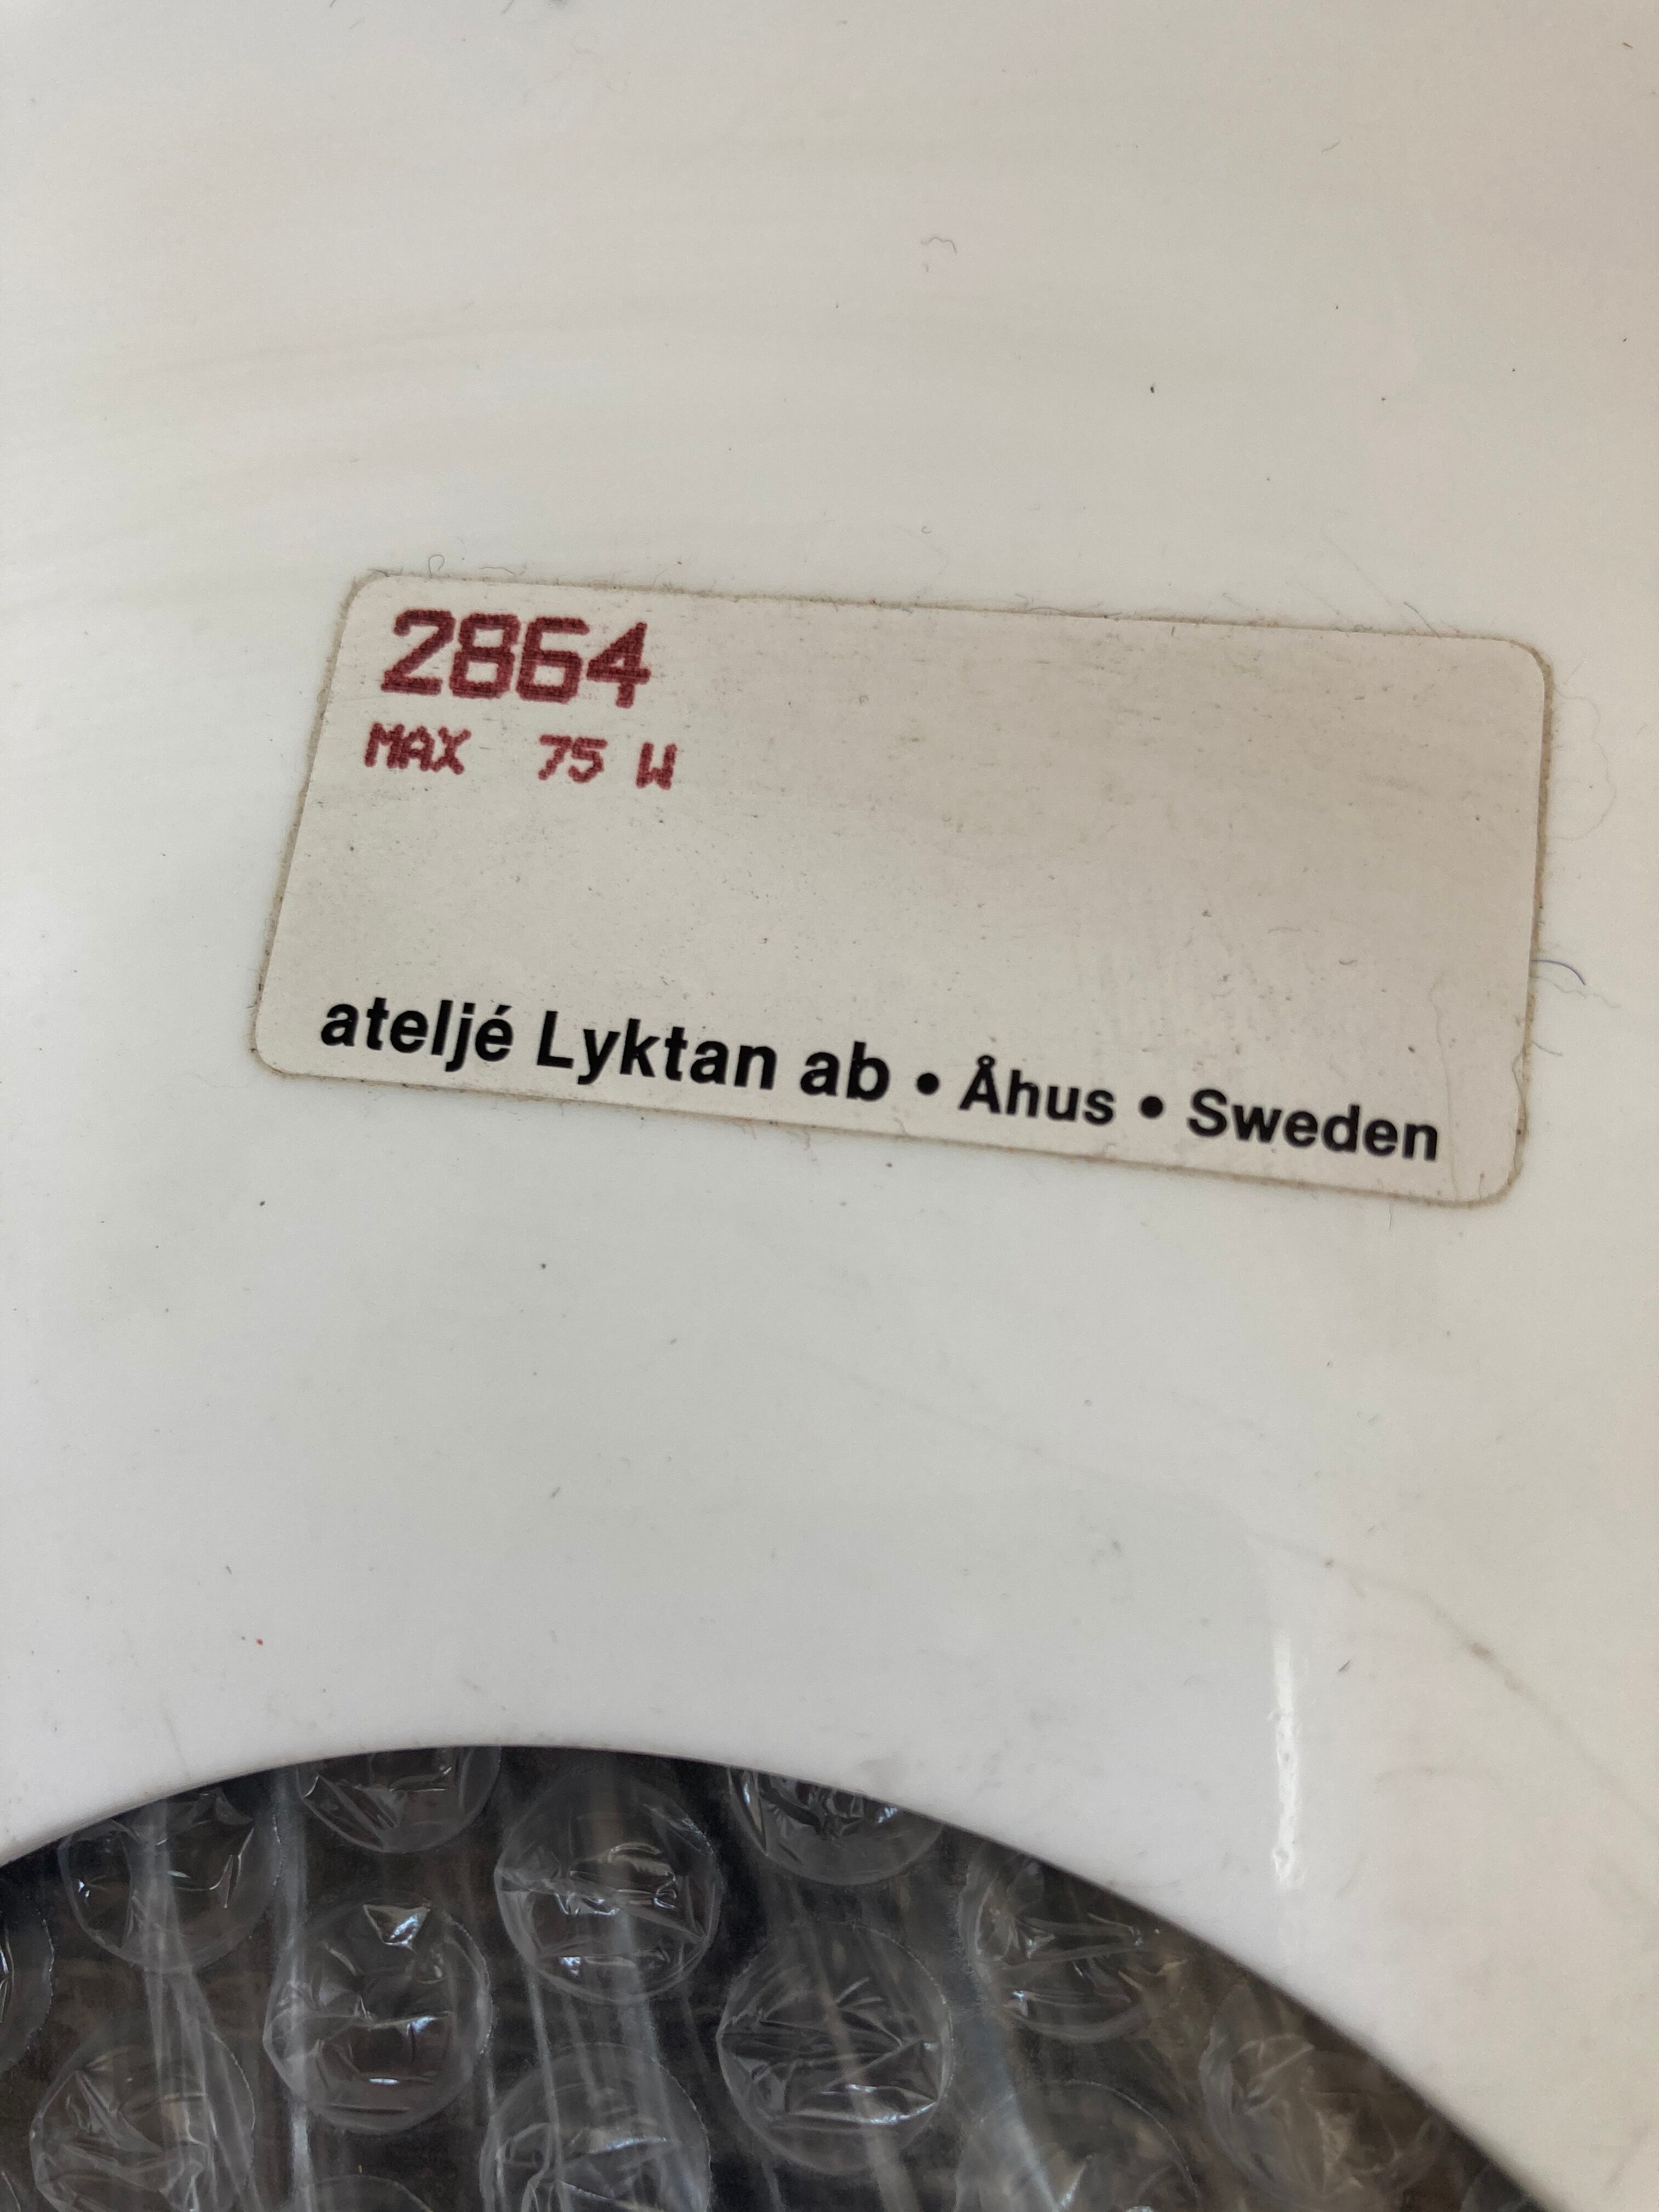 2864
MAX 75 W
ateljé Lyktan ab • Åhus • Sweden